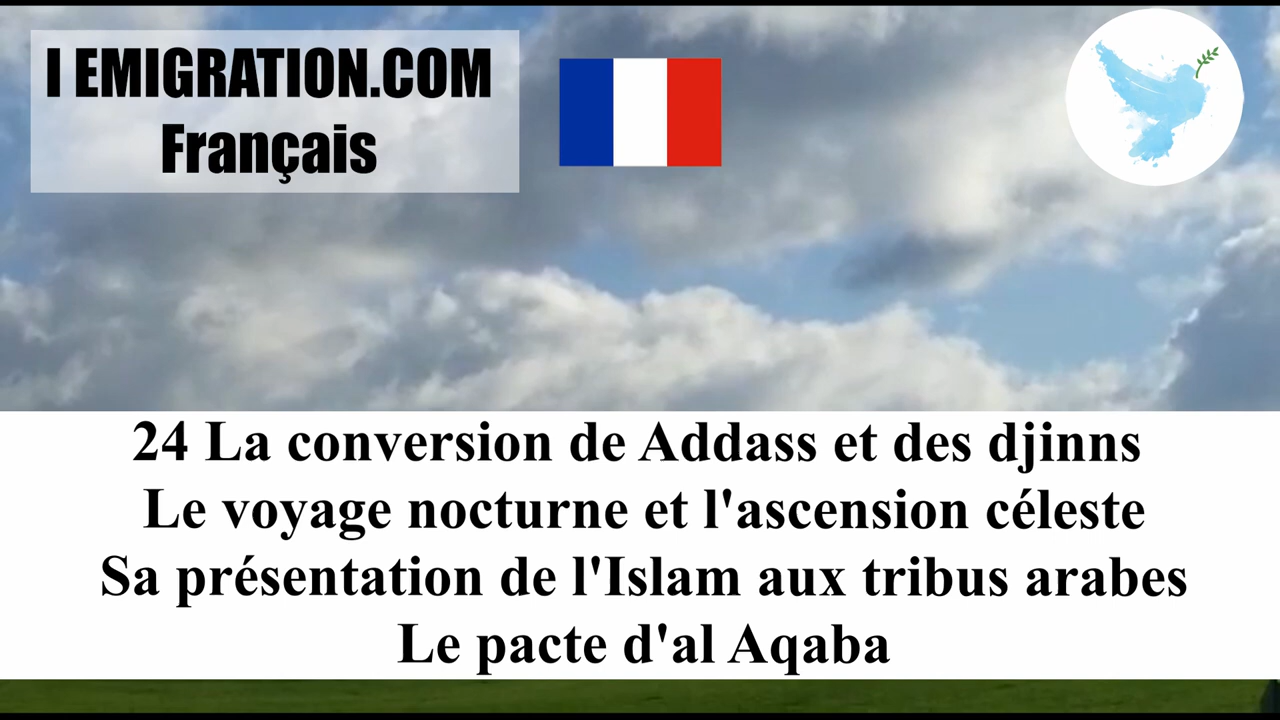 I EMIGRATION.COM
Français
24 La conversion de Addass et des djinns
Le voyage nocturne et l'ascension céleste
Sa présentation de l'Islam aux tribus arabes
Le pacte d'al Aqaba